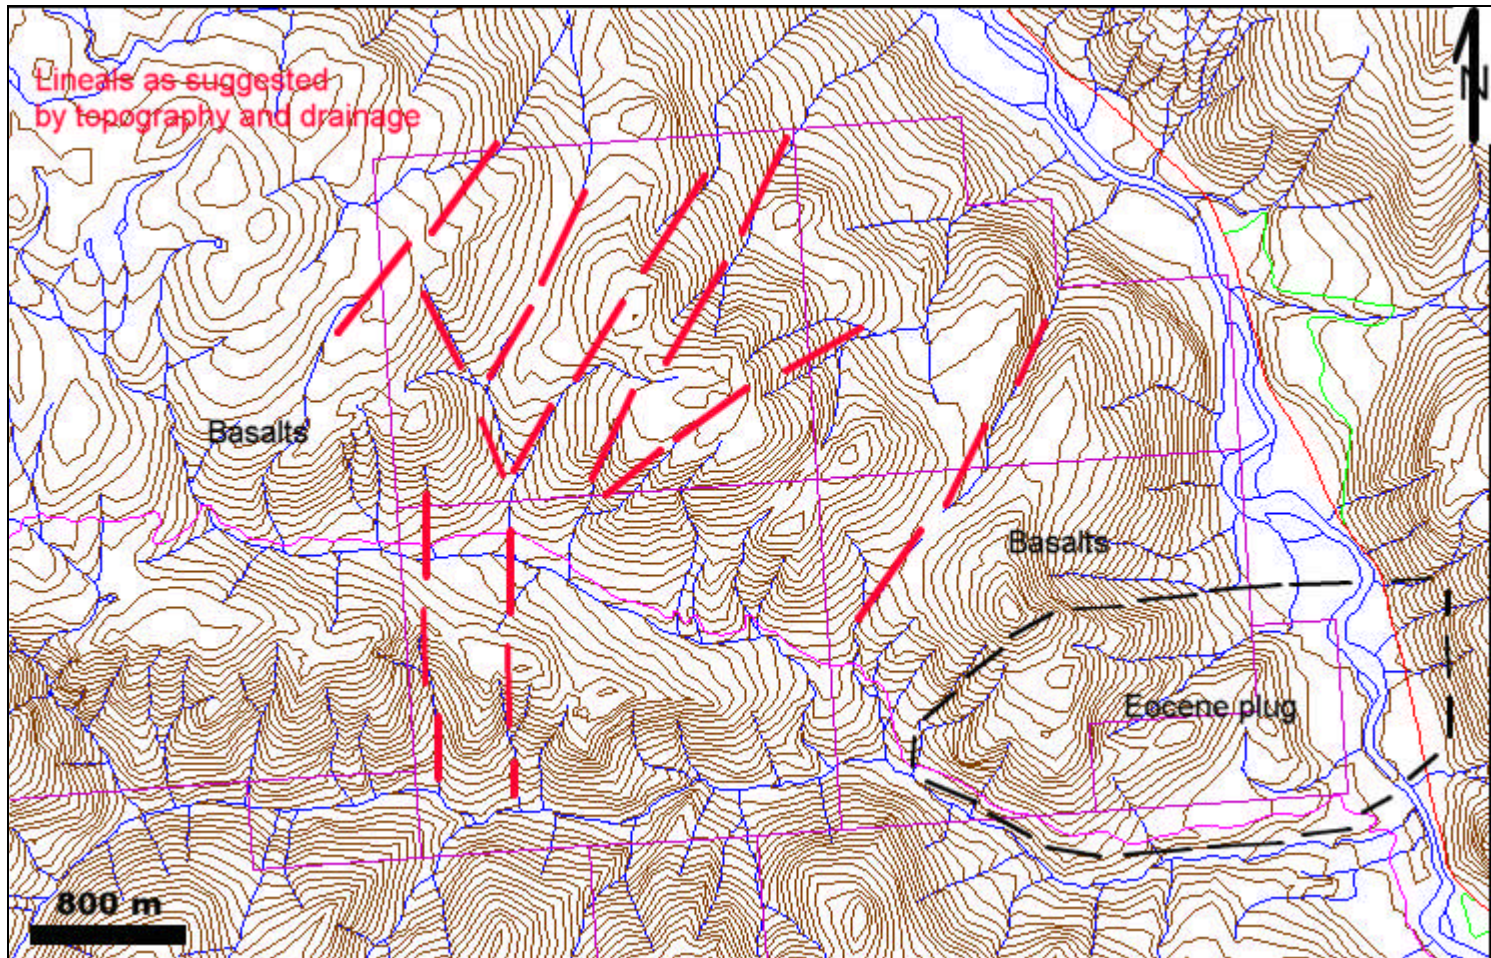 Lineals as suggested
by topography and drainage
N
Basalts
Basalts
Eocene plug
800 m